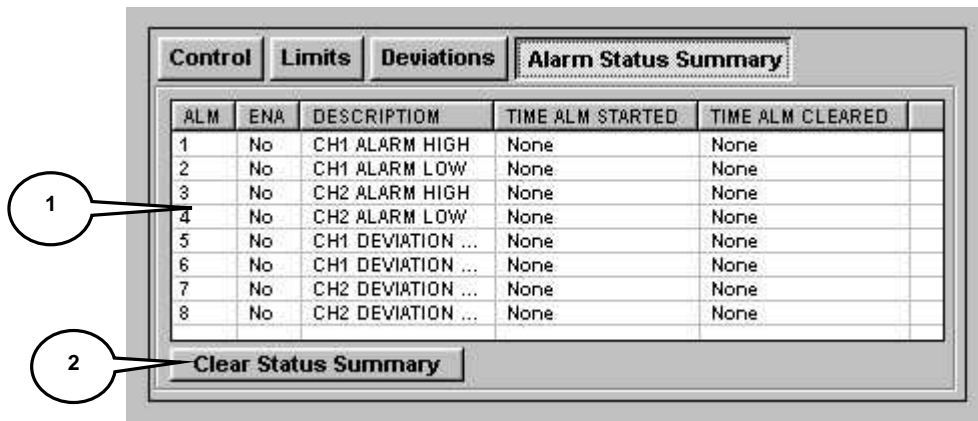 Control Limits Deviations Alarm Status Summary
ALM ENA DESCRIPTIOM TIME ALM STARTED TIME ALM CLEARED
1 No CH1 ALARM HIGH None None
2 No CH1 ALARM LOW None None
3 No CH2 ALARM HIGH None None
4 No CH2 ALARM LOW None None
5 No CH1 DEVIATION ... None None
6 No CH1 DEVIATION ... None None
7 No CH2 DEVIATION ... None None
8 No CH2 DEVIATION ... None None
1
Clear Status Summary
2